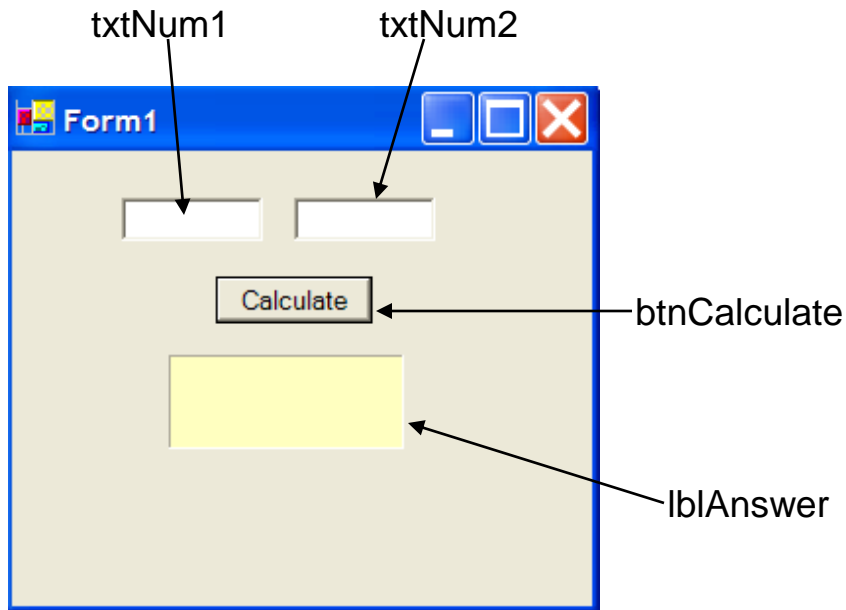 txtNum1 txtNum2
Form1
Calculate
btnCalculate
lblAnswer